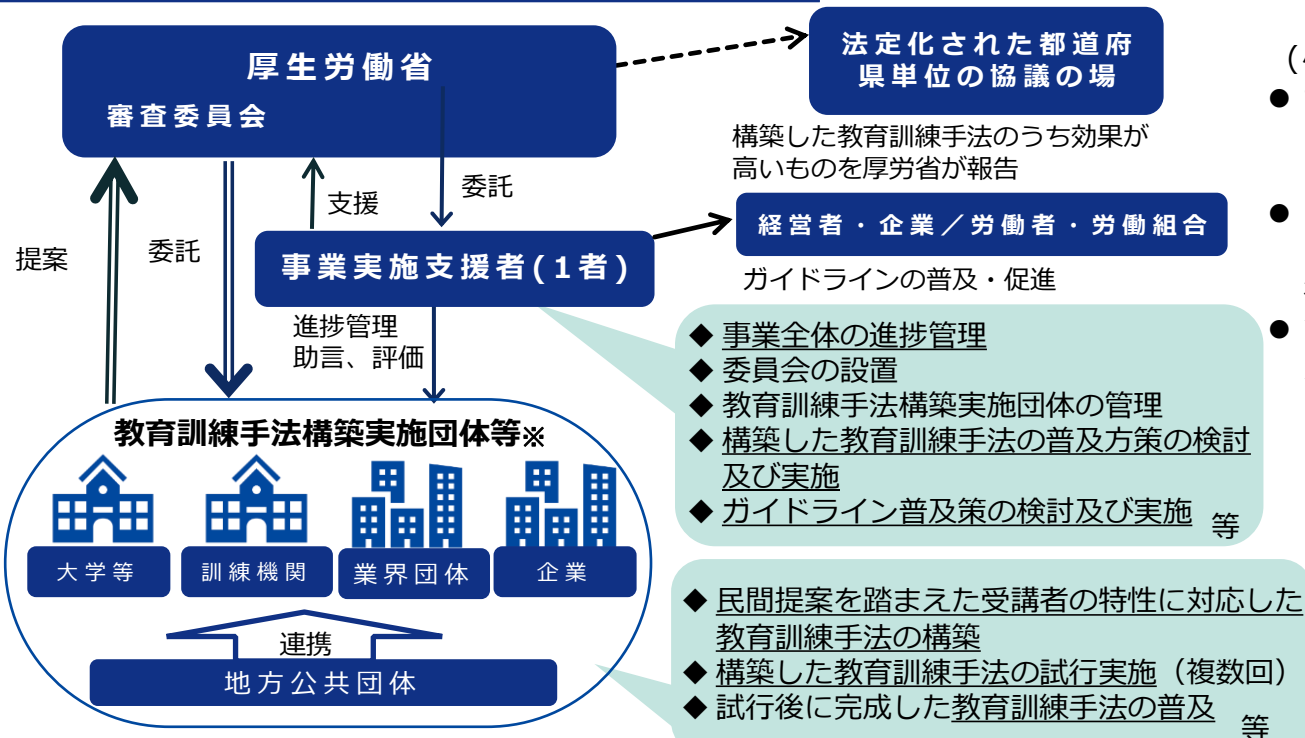 厚生労働省
審査委員会
法定化された都道府
県単位の協議の場
構築した教育訓練手法のうち効果が
高いものを厚労省が報告
提案
委託
支援
委託
事業実施支援者(1者)
経営者・企業／労働者・労働組合
ガイドラインの普及・促進
進捗管理
助言、評価
◆ 事業全体の進捗管理
◆ 委員会の設置
◆ 教育訓練手法構築実施団体の管理
◆ 構築した教育訓練手法の普及方策の検討
及び実施
◆ ガイドライン普及策の検討及び実施 等
教育訓練手法構築実施団体等※
大学等
訓練機関
業界団体
企業
連携
地方公共団体
◆ 民間提案を踏まえた受講者の特性に対応した
教育訓練手法の構築
◆ 構築した教育訓練手法の試行実施（複数回）
◆ 試行後に完成した教育訓練手法の普及 等